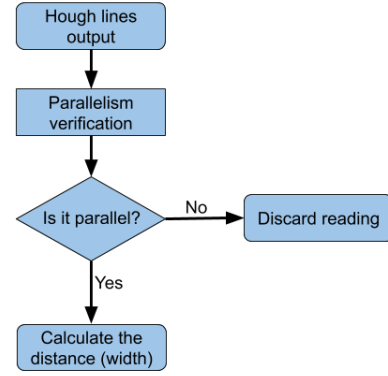 Hough lines
output
Parallelism
verification
Is it parallel?
No
Discard reading
Yes
Calculate the
distance (width)